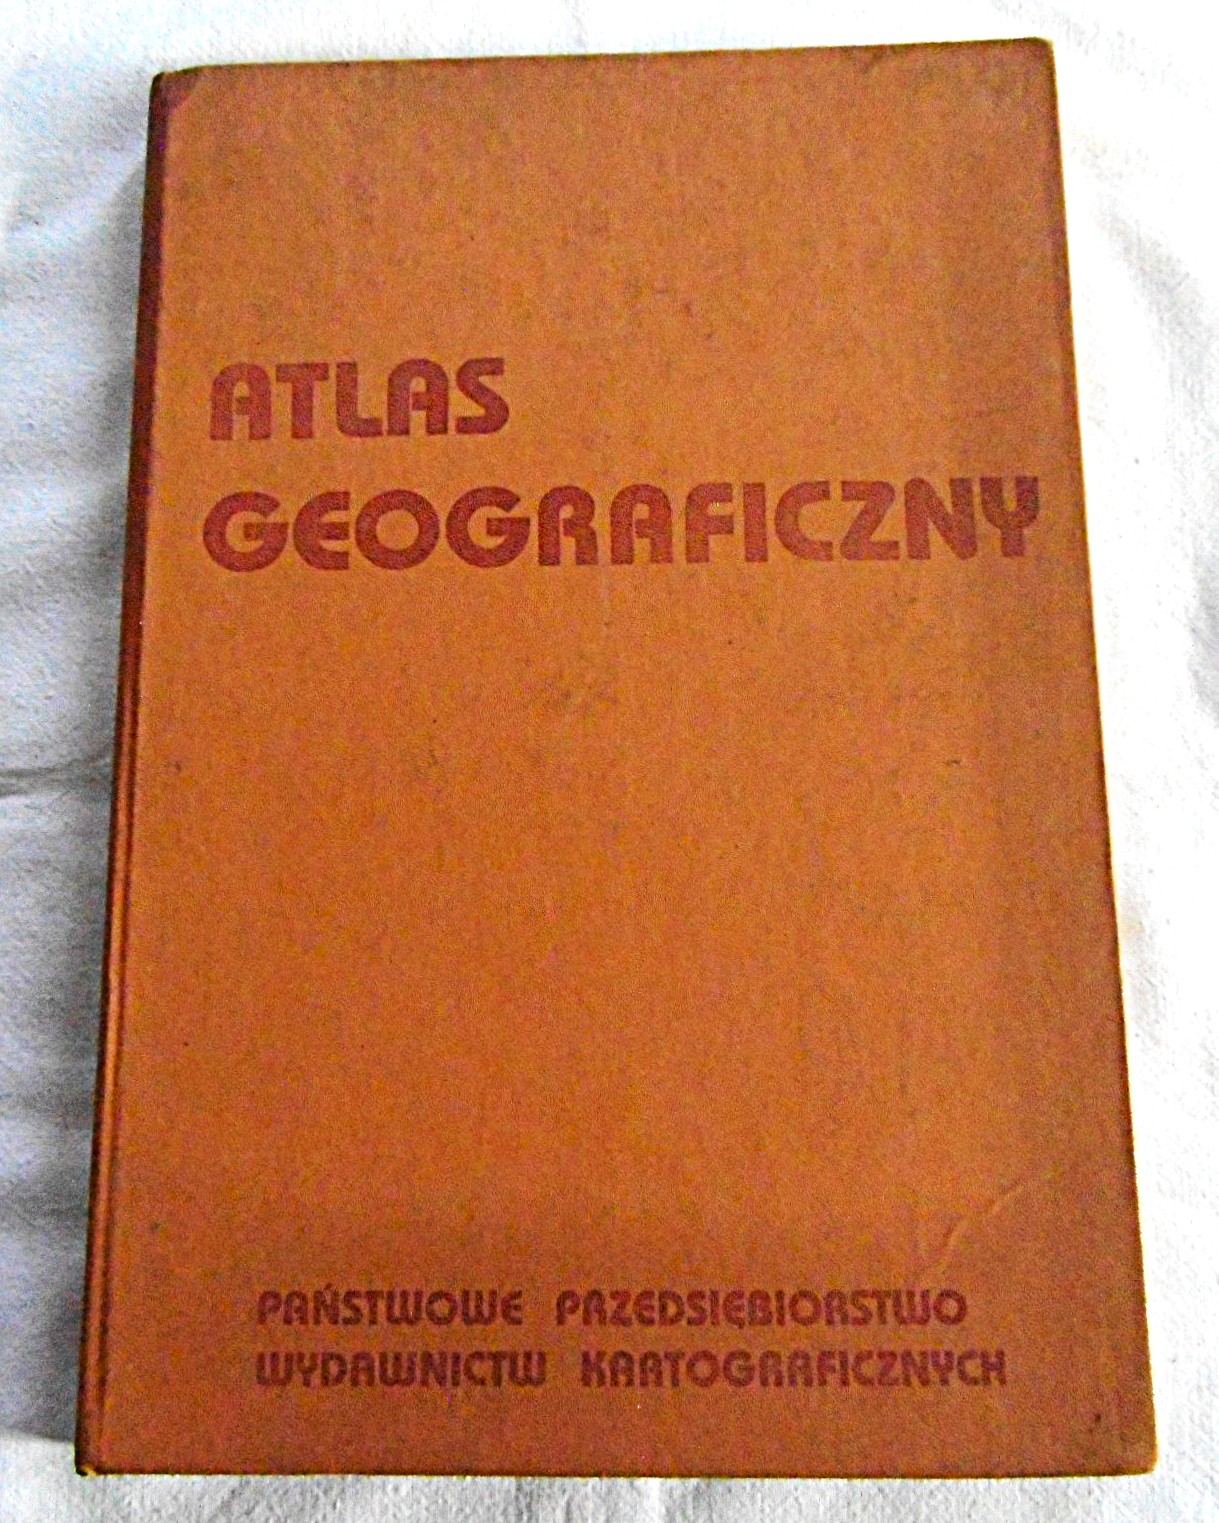 ATLAS
GEOGRAFICZNY
PAŃSTWOWE PRZEDSIĘBIORSTWO
WYDAWNICTW KARTOGRAFICZNYCH